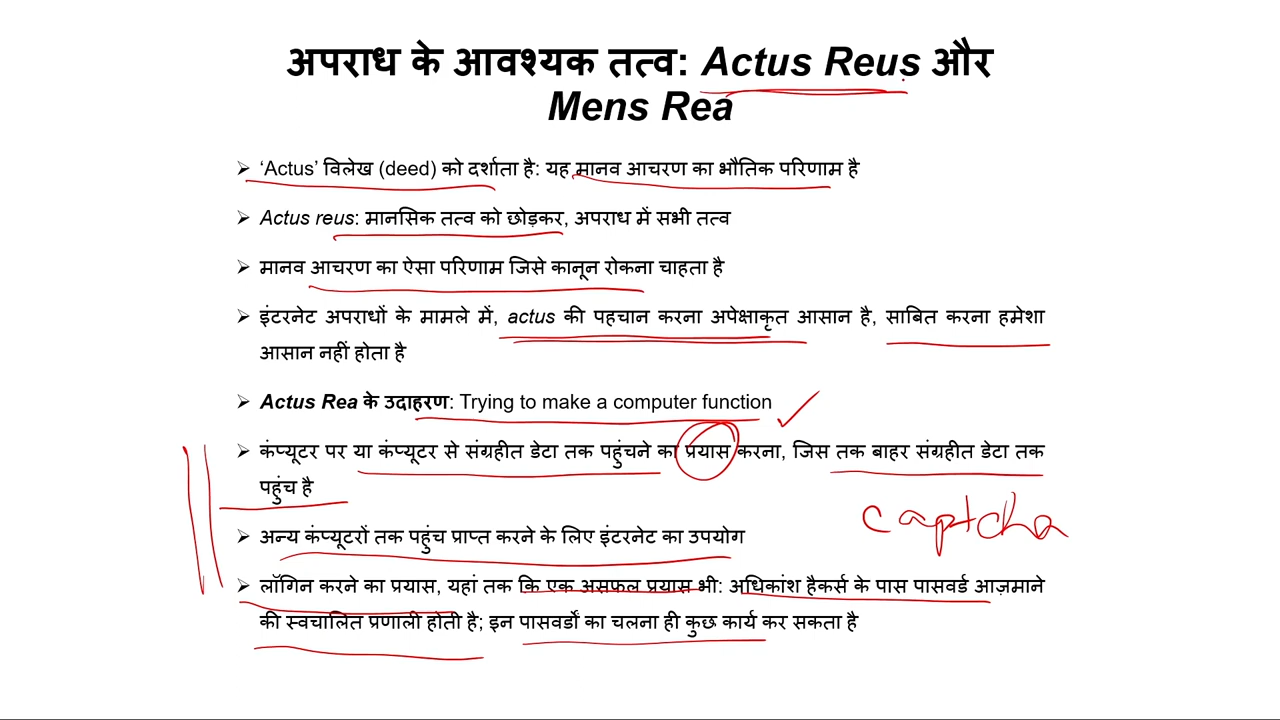 अपराध के आवश्यक तत्व: Actus Reus और
Mens Rea
➢ ‘Actus’ विलेख (deed) को दर्शाता है: यह मानव आचरण का भौतिक परिणाम है
➢ Actus reus: मानसिक तत्व को छोड़कर, अपराध में सभी तत्व
➢ मानव आचरण का ऐसा परिणाम जिसे कानून रोकना चाहता है
➢ इंटरनेट अपराधों के मामले में, actus की पहचान करना अपेक्षाकृत आसान है, साबित करना हमेशा
आसान नहीं होता है
➢ Actus Rea के उदाहरण: Trying to make a computer function
➢ कंप्यूटर पर या कंप्यूटर से संग्रहीत डेटा तक पहुंचने का प्रयास करना, जिस तक बाहर संग्रहीत डेटा तक
पहुंच है
captcha
➢ अन्य कंप्यूटरों तक पहुंच प्राप्त करने के लिए इंटरनेट का उपयोग
➢ लॉगिन करने का प्रयास, यहां तक कि एक असफल प्रयास भी: अधिकांश हैकर्स के पास पासवर्ड आज़माने
की स्वचालित प्रणाली होती है; इन पासवर्डों का चलना ही कुछ कार्य कर सकता है